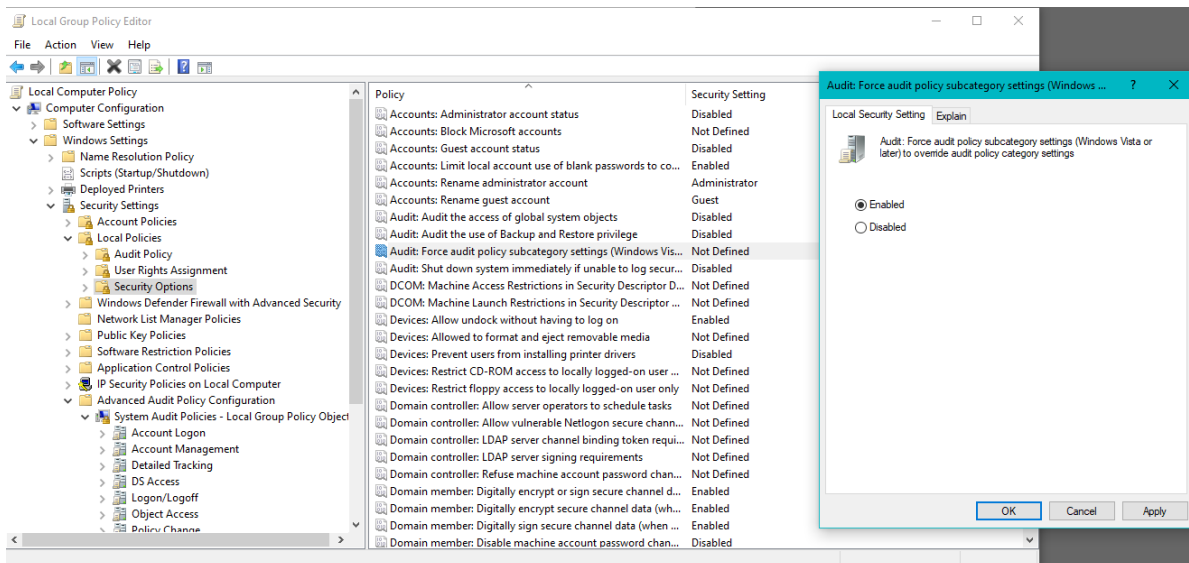 Local Group Policy Editor
File Action View Help
Local Computer Policy
Computer Configuration
Software Settings
Windows Settings
Name Resolution Policy
Scripts (Startup/Shutdown)
Deployed Printers
Security Settings
Account Policies
Local Policies
Audit Policy
User Rights Assignment
Security Options
Windows Defender Firewall with Advanced Security
Network List Manager Policies
Public Key Policies
Software Restriction Policies
Application Control Policies
IP Security Policies on Local Computer
Advanced Audit Policy Configuration
System Audit Policies - Local Group Policy Object
Account Logon
Account Management
Detailed Tracking
DS Access
Logon/Logoff
Object Access
Policy Change
Policy Security Setting
Accounts: Administrator account status Disabled
Accounts: Block Microsoft accounts Not Defined
Accounts: Guest account status Disabled
Accounts: Limit local account use of blank passwords to co... Enabled
Accounts: Rename administrator account Administrator
Accounts: Rename guest account Guest
Audit: Audit the access of global system objects Disabled
Audit: Audit the use of Backup and Restore privilege Disabled
Audit: Force audit policy subcategory settings (Windows Vis... Not Defined
Audit: Shut down system immediately if unable to log secur... Disabled
DCOM: Machine Access Restrictions in Security Descriptor D... Not Defined
DCOM: Machine Launch Restrictions in Security Descriptor ... Not Defined
Devices: Allow undock without having to log on Enabled
Devices: Allowed to format and eject removable media Not Defined
Devices: Prevent users from installing printer drivers Disabled
Devices: Restrict CD-ROM access to locally logged-on user ... Not Defined
Devices: Restrict floppy access to locally logged-on user only Not Defined
Domain controller: Allow server operators to schedule tasks Not Defined
Domain controller: Allow vulnerable Netlogon secure chann... Not Defined
Domain controller: LDAP server channel binding token requi... Not Defined
Domain controller: LDAP server signing requirements Not Defined
Domain controller: Refuse machine account password chan... Not Defined
Domain member: Digitally encrypt or sign secure channel d... Enabled
Domain member: Digitally encrypt secure channel data (wh... Enabled
Domain member: Digitally sign secure channel data (when ... Enabled
Domain member: Disable machine account password chan... Disabled
Audit: Force audit policy subcategory settings (Windows ... ?
Local Security Setting Explain
Audit: Force audit policy subcategory settings (Windows Vista or
later) to override audit policy category settings
Enabled
Disabled
OK Cancel Apply